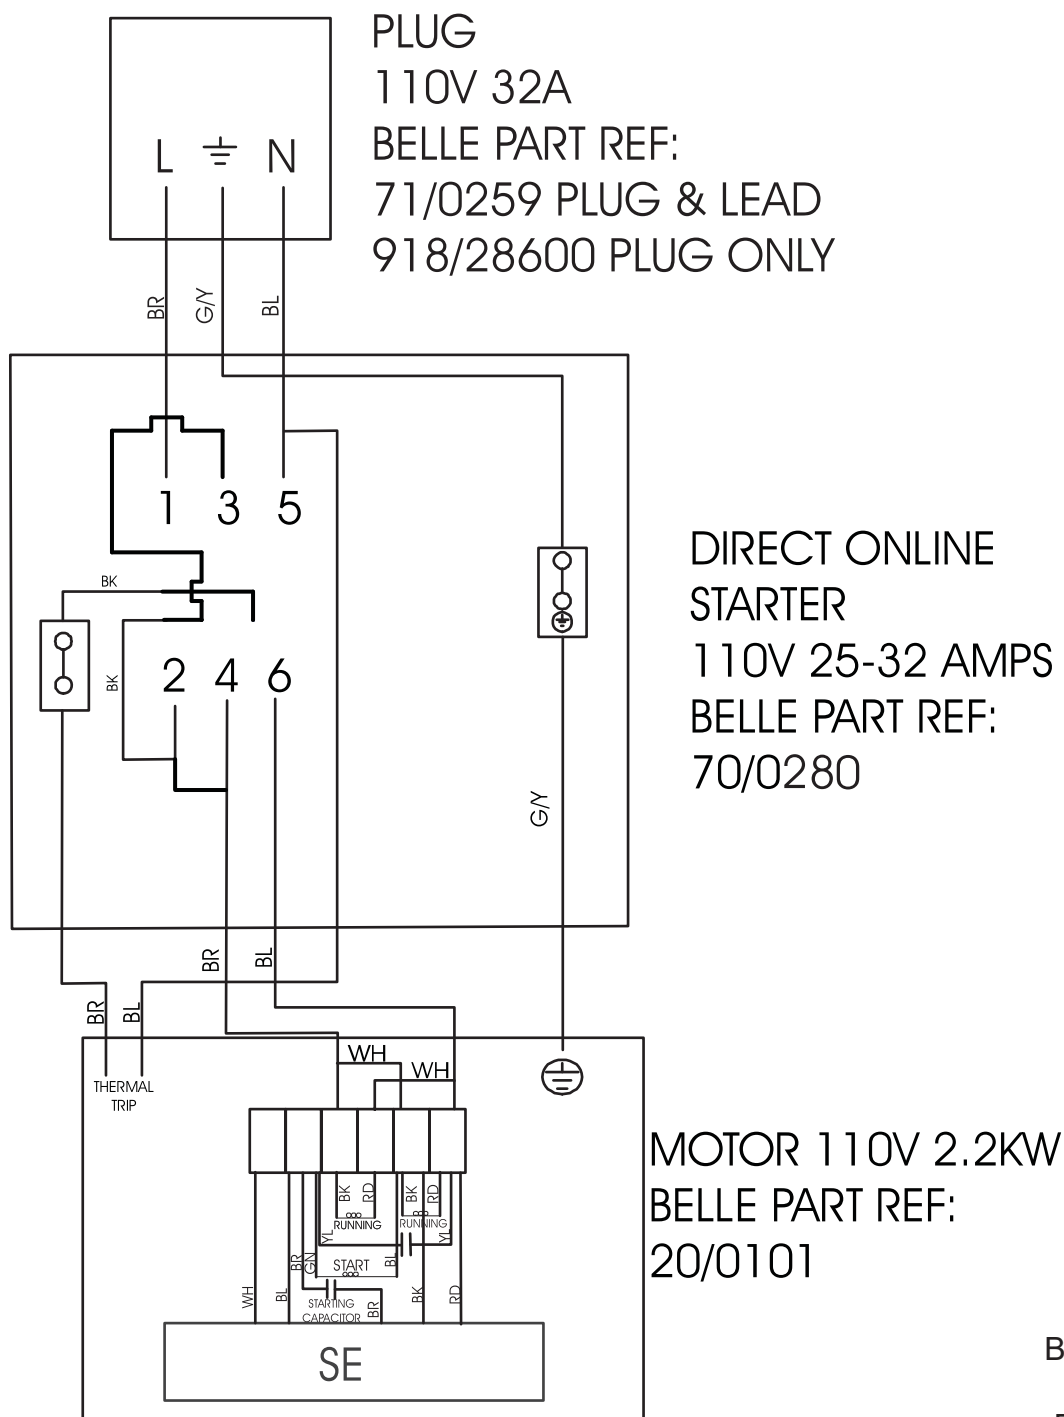 PLUG
110V 32A
BELLE PART REF:
71/0259 PLUG & LEAD
918/28600 PLUG ONLY
L N
BR G/Y BL
1 3 5
BK
BK
2 4 6
DIRECT ONLINE
STARTER
110V 25-32 AMPS
BELLE PART REF:
70/0280
G/Y
BR BL
BR BL
THERMAL
TRIP
WH
WH
MOTOR 110V 2.2KW
BELLE PART REF:
20/0101
BK RD BK RD
RUNNING RUNNING
YL YL
BR GN START BL
WH BL STARTING
CAPACITOR BR BK RD
SE
B